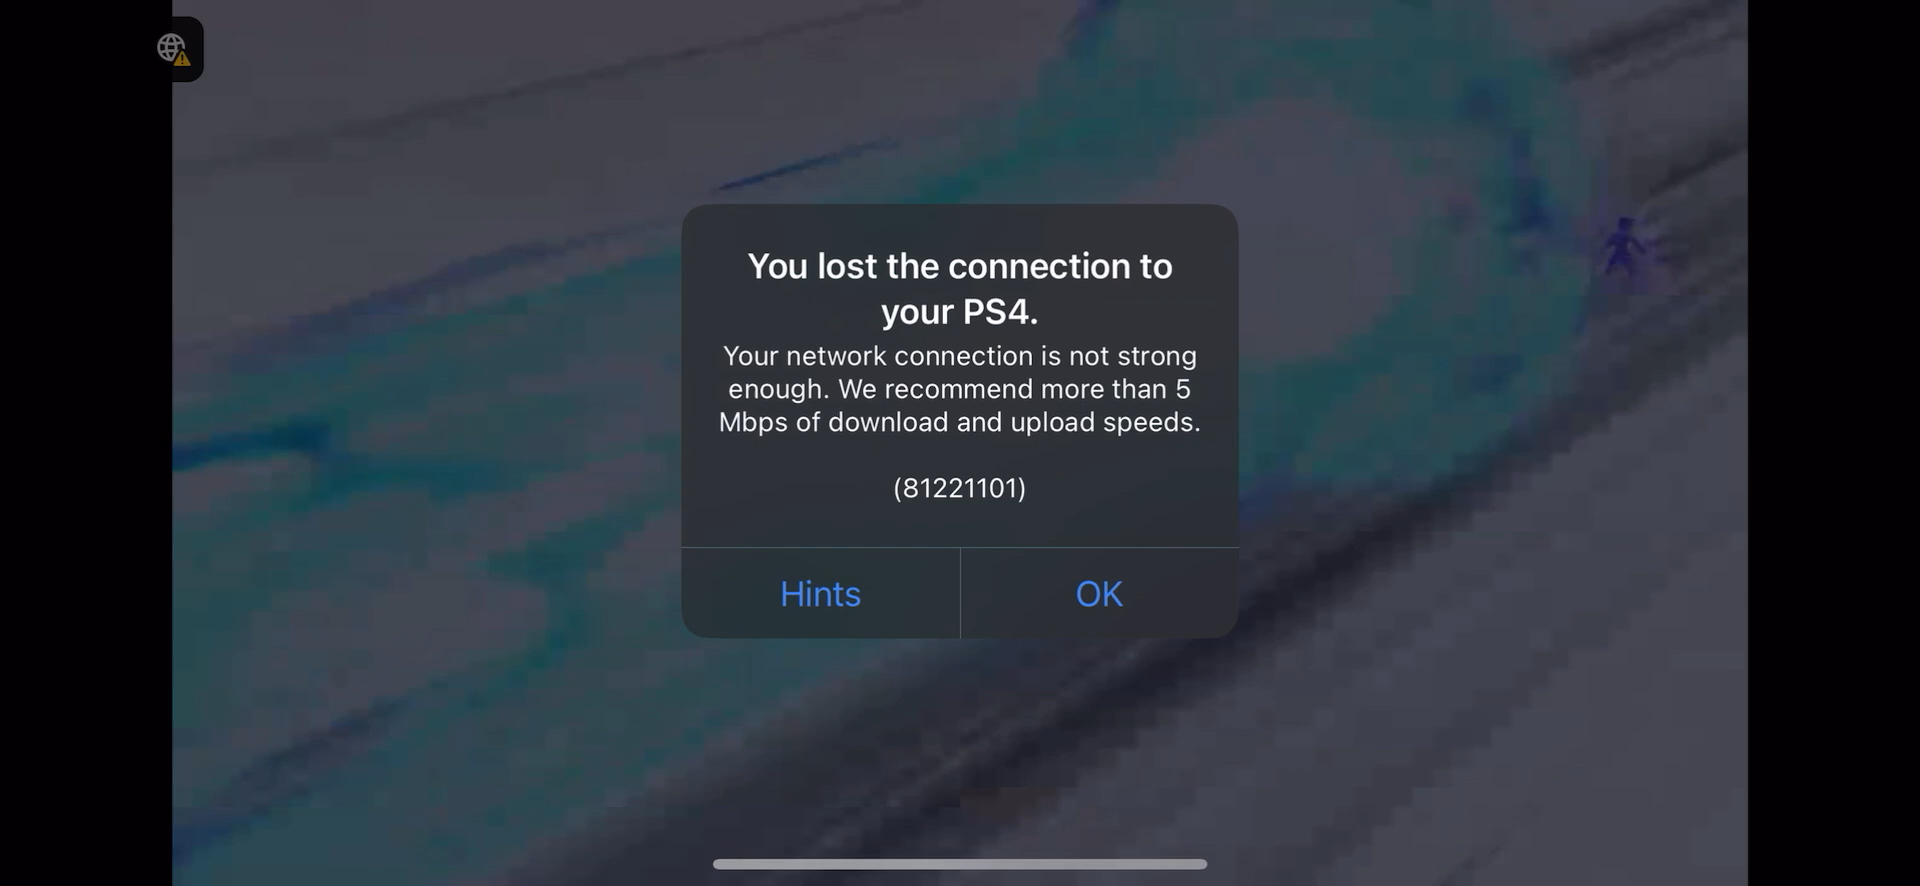 You lost the connection to
your PS4.
Your network connection is not strong
enough. We recommend more than 5
Mbps of download and upload speeds.
(81221101)
Hints
OK